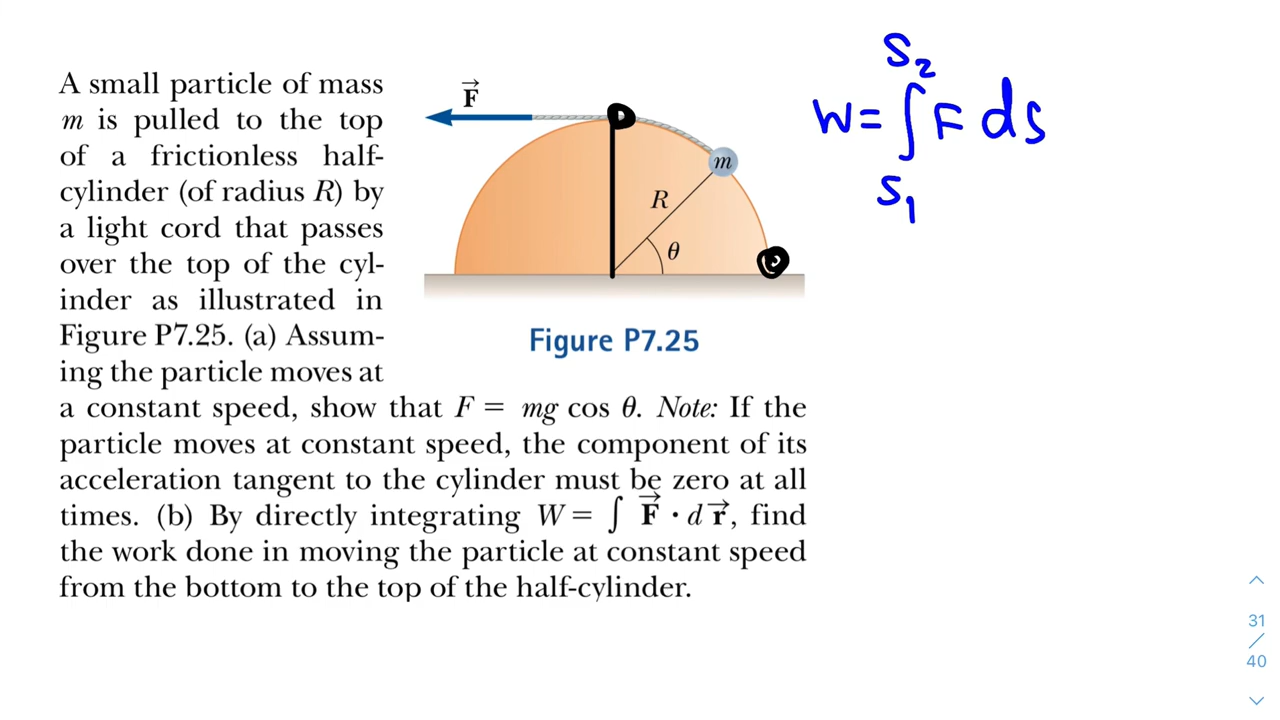 A small particle of mass
m is pulled to the top
of a frictionless half-
cylinder (of radius R) by
a light cord that passes
over the top of the cyl-
inder as illustrated in
Figure P7.25. (a) Assum-
ing the particle moves at
a constant speed, show that F = mg cos θ. Note: If the
particle moves at constant speed, the component of its
acceleration tangent to the cylinder must be zero at all
times. (b) By directly integrating W = ∫ F⃗ · d r⃗, find
the work done in moving the particle at constant speed
from the bottom to the top of the half-cylinder.
F⃗
m
R
θ
Figure P7.25
S2
W = ∫ F ds
S1
31
/
40